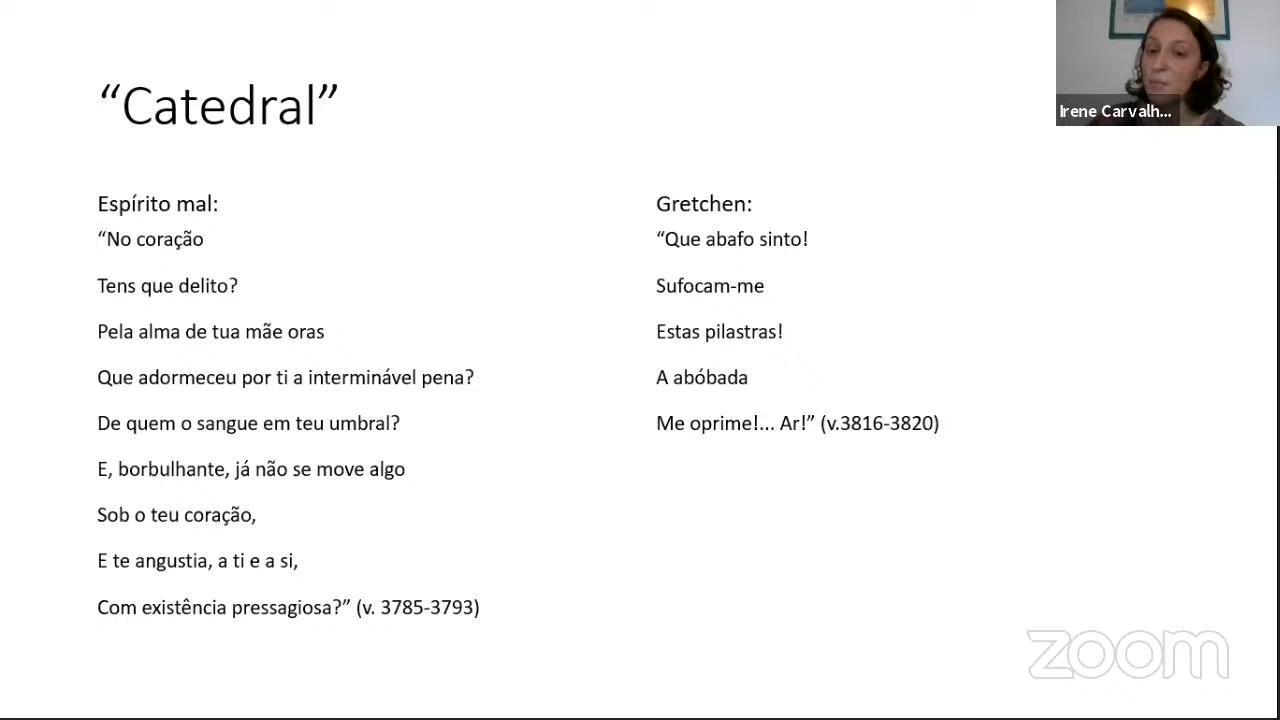 “Catedral”
Irene Carvalh...
Espírito mal:
“No coração
Tens que delito?
Pela alma de tua mãe oras
Que adormeceu por ti a interminável pena?
De quem o sangue em teu umbral?
E, borbulhante, já não se move algo
Sob o teu coração,
E te angustia, a ti e a si,
Com existência pressagiosa?” (v. 3785-3793)
Gretchen:
“Que abafo sinto!
Sufocam-me
Estas pilastras!
A abóbada
Me oprime!... Ar!” (v.3816-3820)
zoom